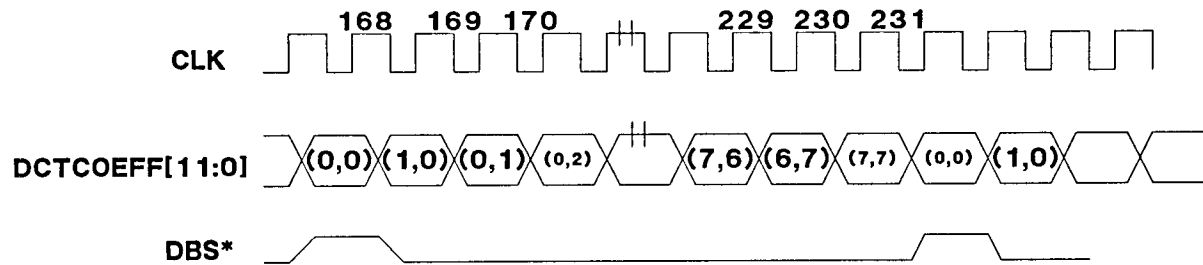 168 169 170 229 230 231
CLK
DCTCOEFF[11:0] (0,0) (1,0) (0,1) (0,2) (7,6) (6,7) (7,7) (0,0) (1,0)
DBS*